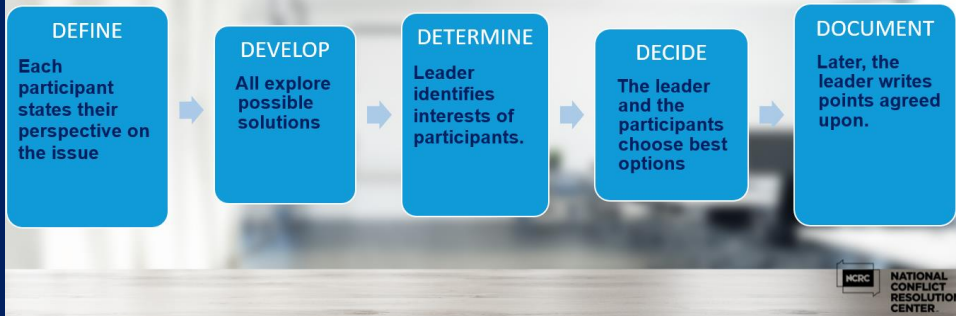 DEFINE
Each
participant
states their
perspective on
the issue
DEVELOP
All explore
possible
solutions
DETERMINE
Leader
identifies
interests of
participants.
DECIDE
The leader
and the
participants
choose best
options
DOCUMENT
Later, the
leader writes
points agreed
upon.
NCRC
NATIONAL
CONFLICT
RESOLUTION
CENTER